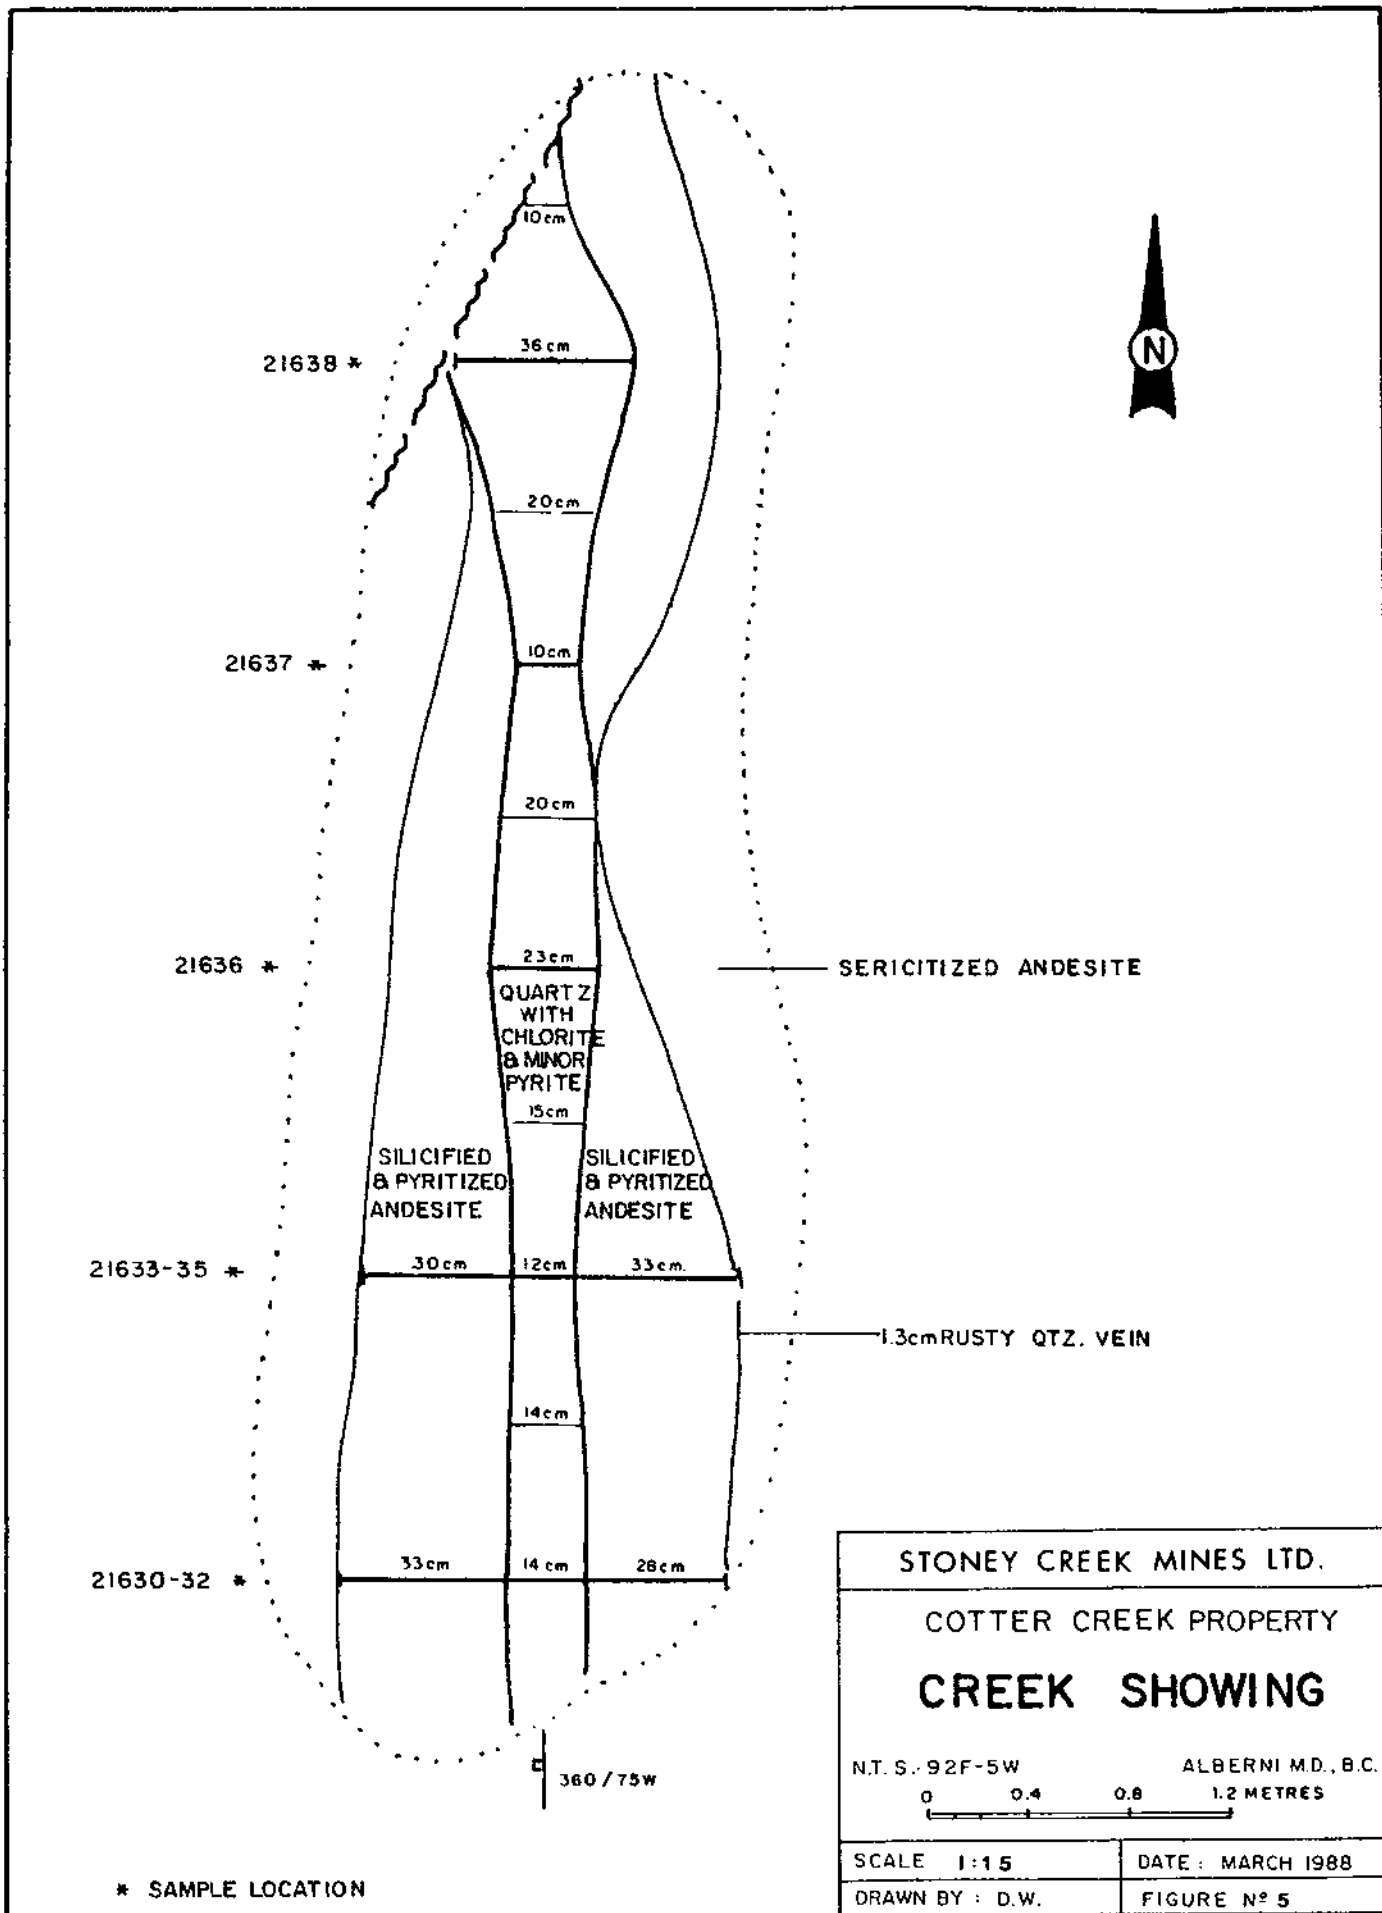 10cm
N
21638 *
36cm
20cm
21637 *
10cm
20cm
21636 *
23cm
SERICITIZED ANDESITE
QUARTZ
WITH
CHLORITE
& MINOR
PYRITE
15cm
SILICIFIED
& PYRITIZED
ANDESITE
SILICIFIED
& PYRITIZED
ANDESITE
21633-35 *
30cm
12cm
33cm.
1.3cm RUSTY QTZ. VEIN
14cm
21630-32 *
33cm
14cm
28cm
360/75W
* SAMPLE LOCATION
STONEY CREEK MINES LTD.
COTTER CREEK PROPERTY
CREEK SHOWING
N.T.S.-92F-5W
ALBERNI M.D., B.C.
0 0.4 0.8 1.2 METRES
SCALE 1:15
DATE: MARCH 1988
DRAWN BY: D.W.
FIGURE Nº 5